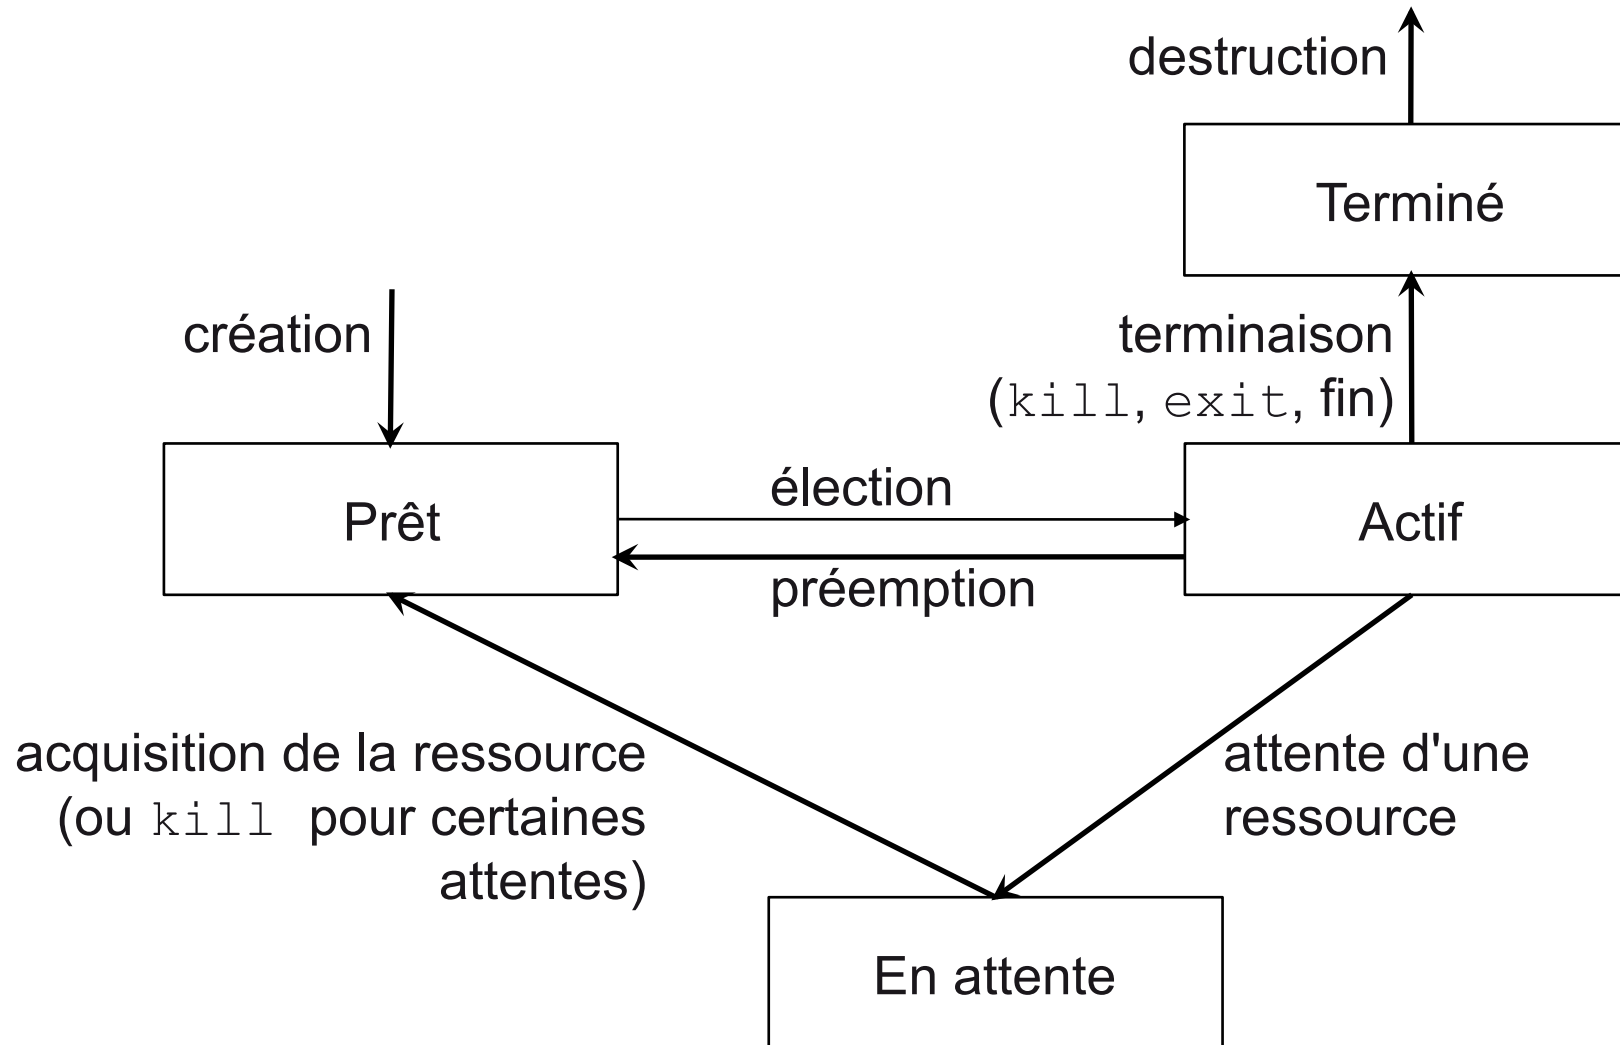 destruction
Terminé
création
terminaison
(kill, exit, fin)
élection
Prêt
Actif
préemption
acquisition de la ressource
(ou kill pour certaines
attentes)
attente d'une
ressource
En attente